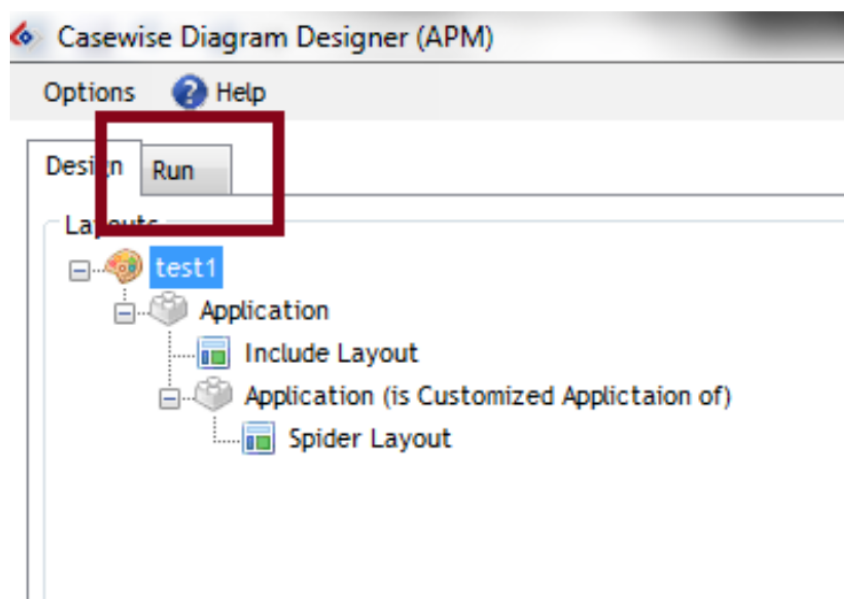 Casewise Diagram Designer (APM)
Options Help
Design Run
Layouts
test1
Application
Include Layout
Application (is Customized Applictaion of)
Spider Layout